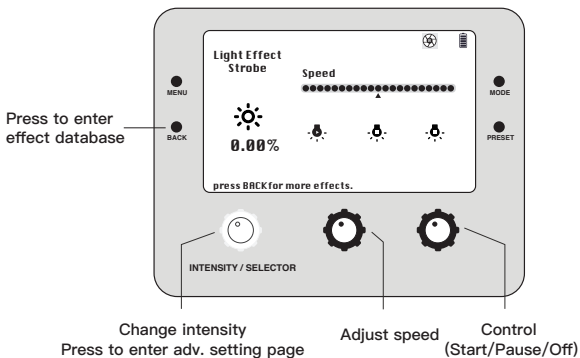 Light Effect
Strobe
Speed
MENU
MODE
Press to enter
effect database
BACK
PRESET
0.00%
press BACK for more effects.
INTENSITY / SELECTOR
Change intensity
Press to enter adv. setting page
Adjust speed
Control
(Start/Pause/Off)